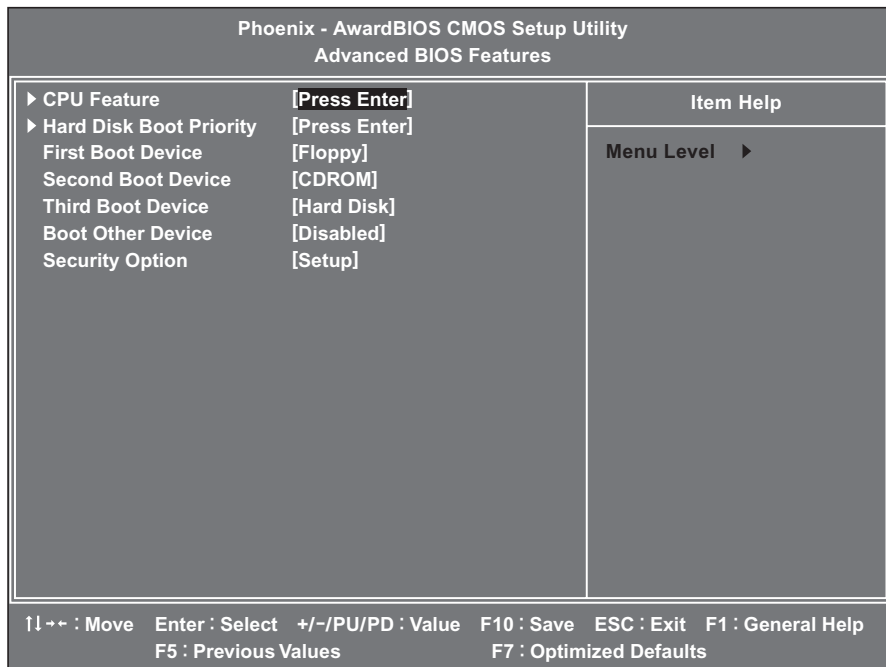 Phoenix - AwardBIOS CMOS Setup Utility
Advanced BIOS Features
CPU Feature [Press Enter]
Hard Disk Boot Priority [Press Enter]
First Boot Device [Floppy]
Second Boot Device [CDROM]
Third Boot Device [Hard Disk]
Boot Other Device [Disabled]
Security Option [Setup]
Item Help
Menu Level
↑↓→← : Move Enter : Select +/-/PU/PD : Value F10 : Save ESC : Exit F1 : General Help
F5 : Previous Values F7 : Optimized Defaults